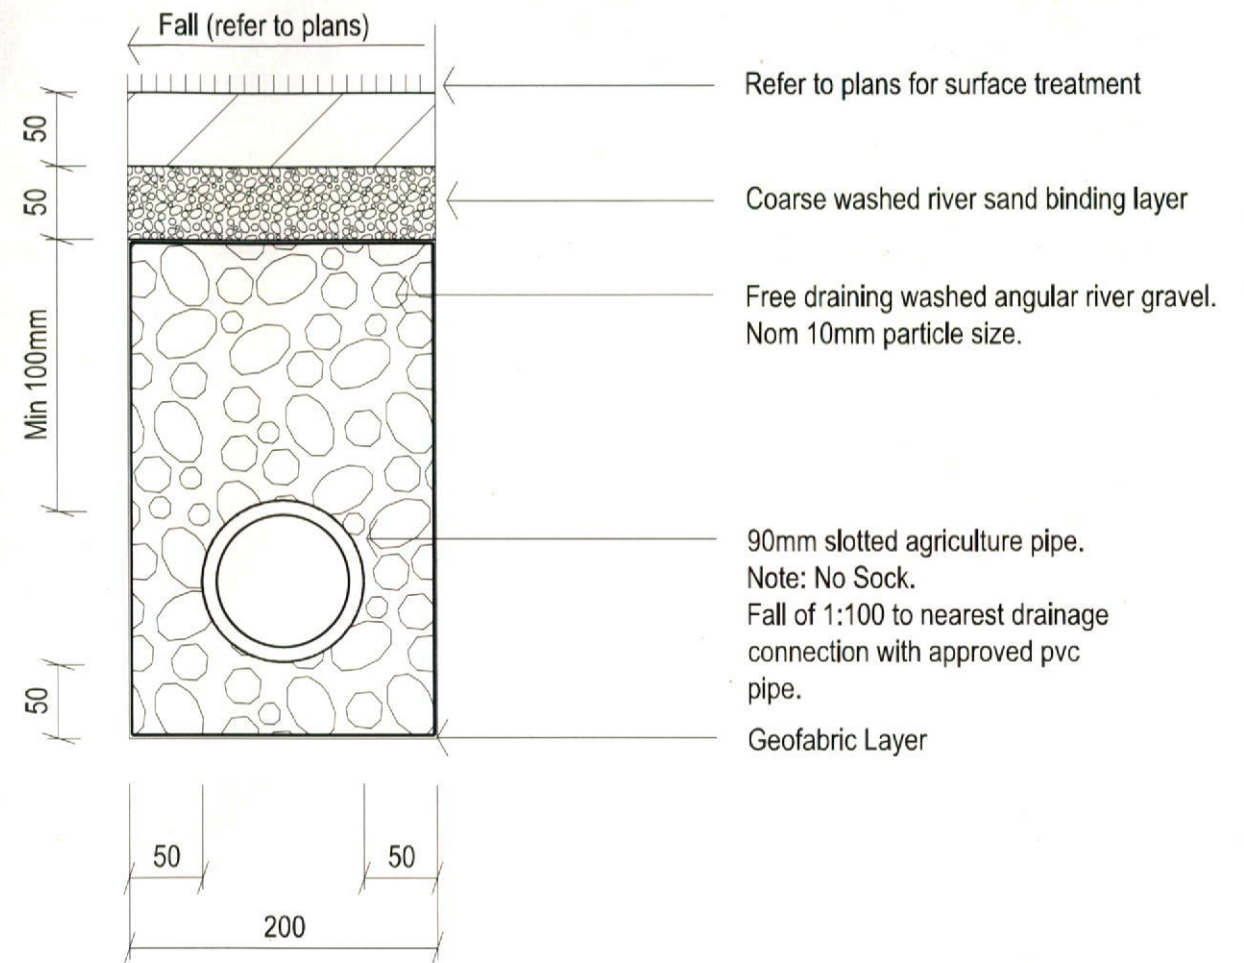 Fall (refer to plans)
Refer to plans for surface treatment
50
50
Coarse washed river sand binding layer
Free draining washed angular river gravel.
Nom 10mm particle size.
Min 100mm
90mm slotted agriculture pipe.
Note: No Sock.
Fall of 1:100 to nearest drainage
connection with approved pvc
pipe.
50
Geofabric Layer
50
50
200